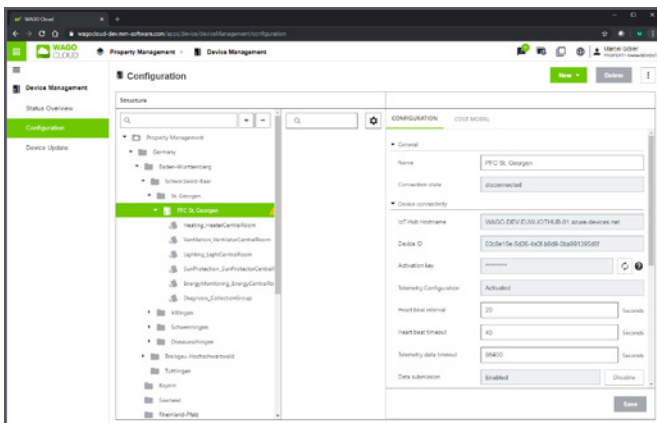 WAGO Cloud
wagocloud-dev.nm-software.com/apps/device/deviceManagement/configuration
WAGO
CLOUD
Property Management
Device Management
Marcel Gösler
Device Management
Status Overview
Configuration
Device Update
Configuration
New
Delete
Structure
Property Management
Germany
Baden-Württemberg
Schwarzwald-Baar
St. Georgen
PFC St. Georgen
Heating_HeaterCentralRoom
Ventilation_VentilatorCentralRoom
Lighting_LightCentralRoom
SunProtection_SunProtectorCentral
EnergyMonitoring_EnergyCentralRo
Diagnosis_CollectionGroup
Villingen
Schwenningen
Donaueschingen
Breisgau-Hochschwarzwald
Tuttlingen
Bayern
Saarland
Rheinland-Pfalz
CONFIGURATION
COST MODEL
General
Name
PFC St. Georgen
Connection state
disconnected
Device connectivity
IoT Hub Hostname
WAGO-DEV-EUW-IOTHUB-01.azure-devices.net
Device ID
Activation key
********
Telemetry Configuration
Activated
Heart beat interval
20
Seconds
Heart beat timeout
40
Seconds
Telemetry data timeout
86400
Seconds
Data submission
Enabled
Disable
Save